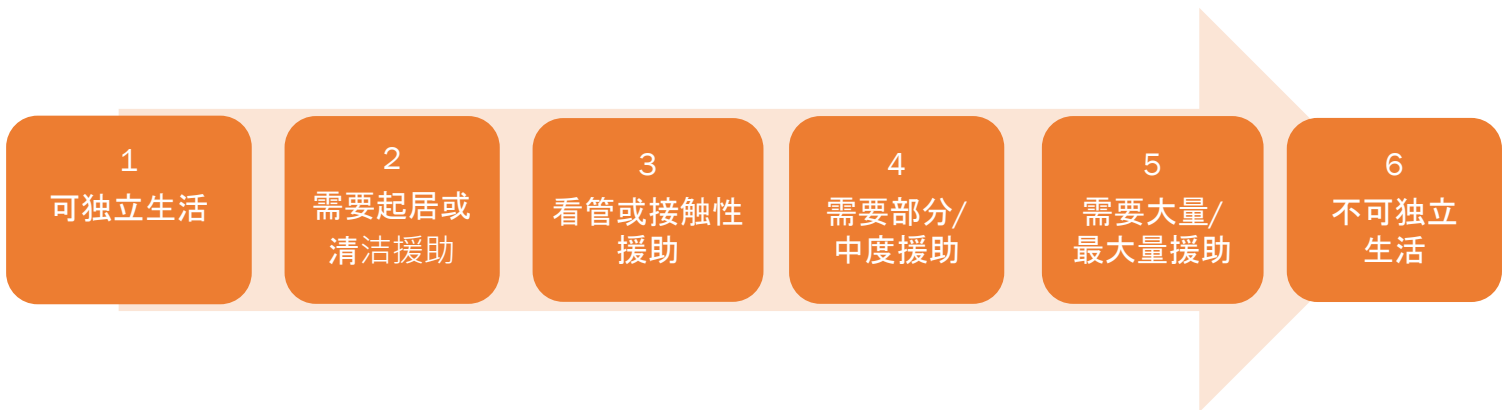 1
可独立生活
2
需要起居或
清洁援助
3
看管或接触性
援助
4
需要部分/
中度援助
5
需要大量/
最大量援助
6
不可独立
生活